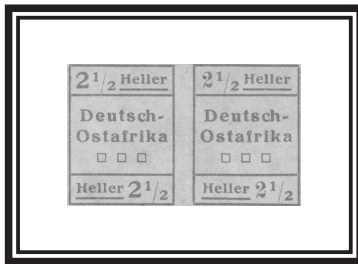 2 1/2 Heller
Deutsch-
Ostafrika
Heller 2 1/2
2 1/2 Heller
Deutsch-
Ostafrika
Heller 2 1/2